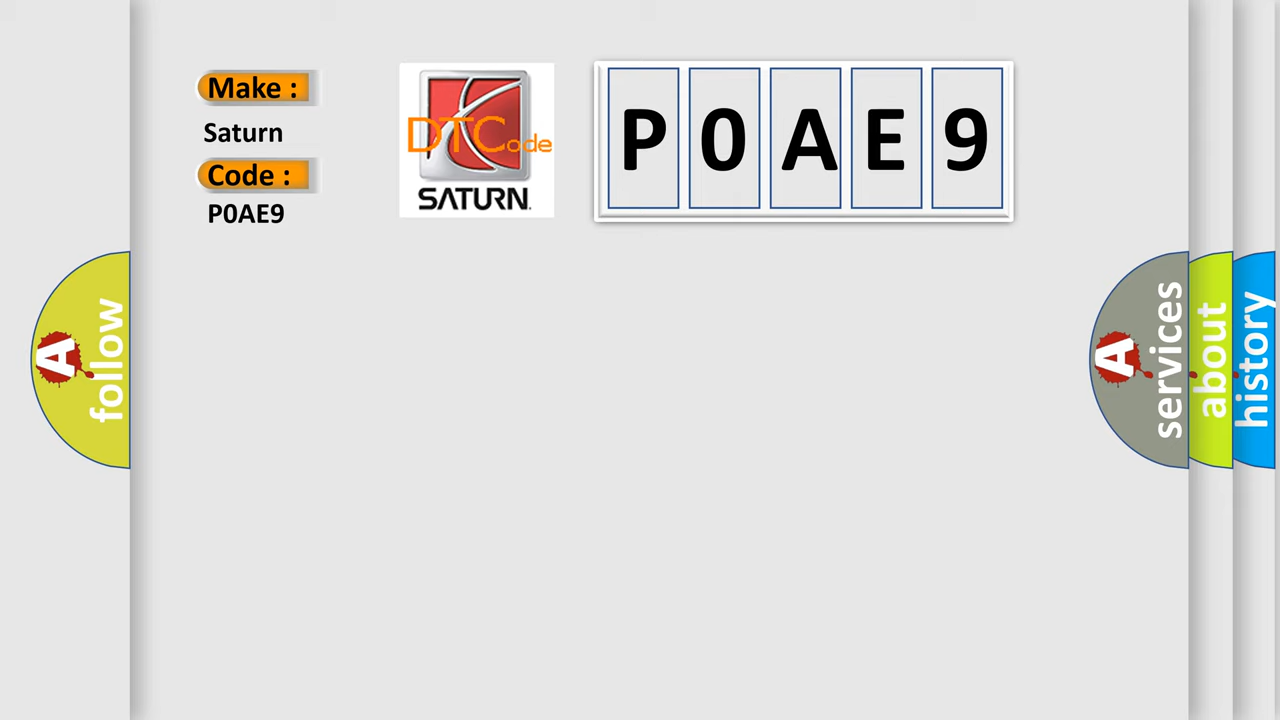 Make :
Saturn
Code :
P0AE9
DTCode
SATURN.
P 0 A E 9
A follow
A services
about
history